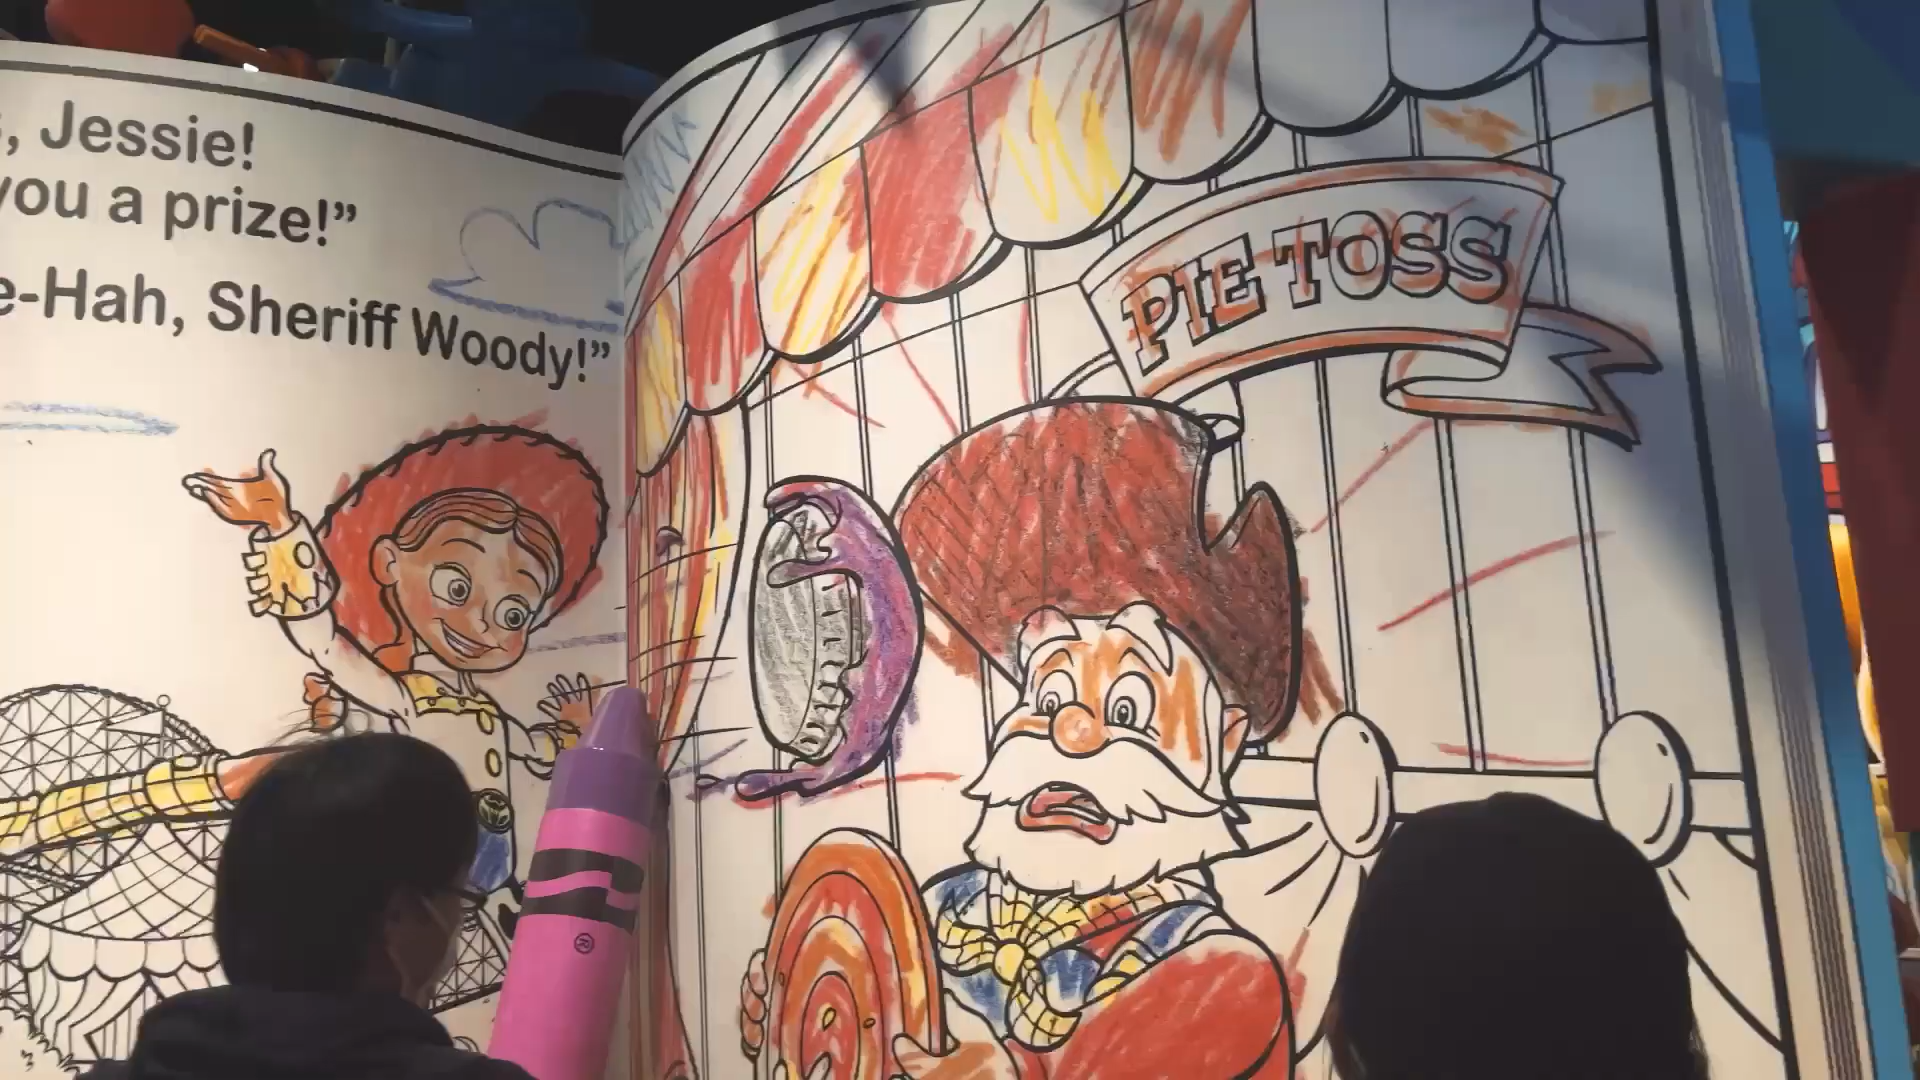 , Jessie!
you a prize!”
e-Hah, Sheriff Woody!”
PIE TOSS
®